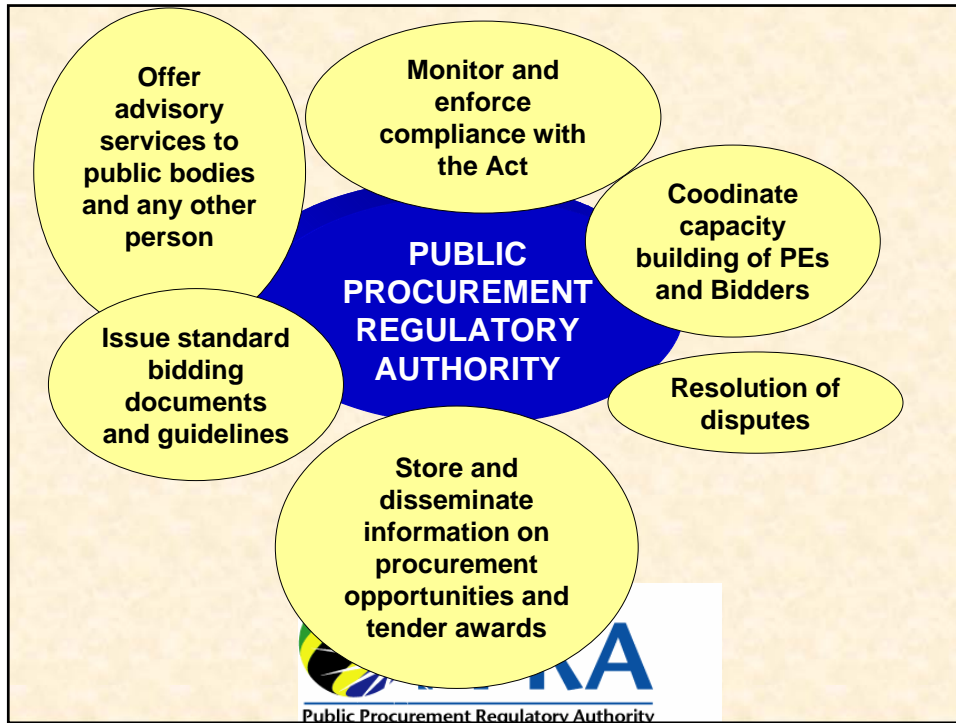 Offer
advisory
services to
public bodies
and any other
person
Monitor and
enforce
compliance with
the Act
Coodinate
capacity
building of PEs
and Bidders
PUBLIC
PROCUREMENT
REGULATORY
AUTHORITY
Issue standard
bidding
documents
and guidelines
Resolution of
disputes
Store and
disseminate
information on
procurement
opportunities and
tender awards
RA
Public Procurement Regulatory Authority